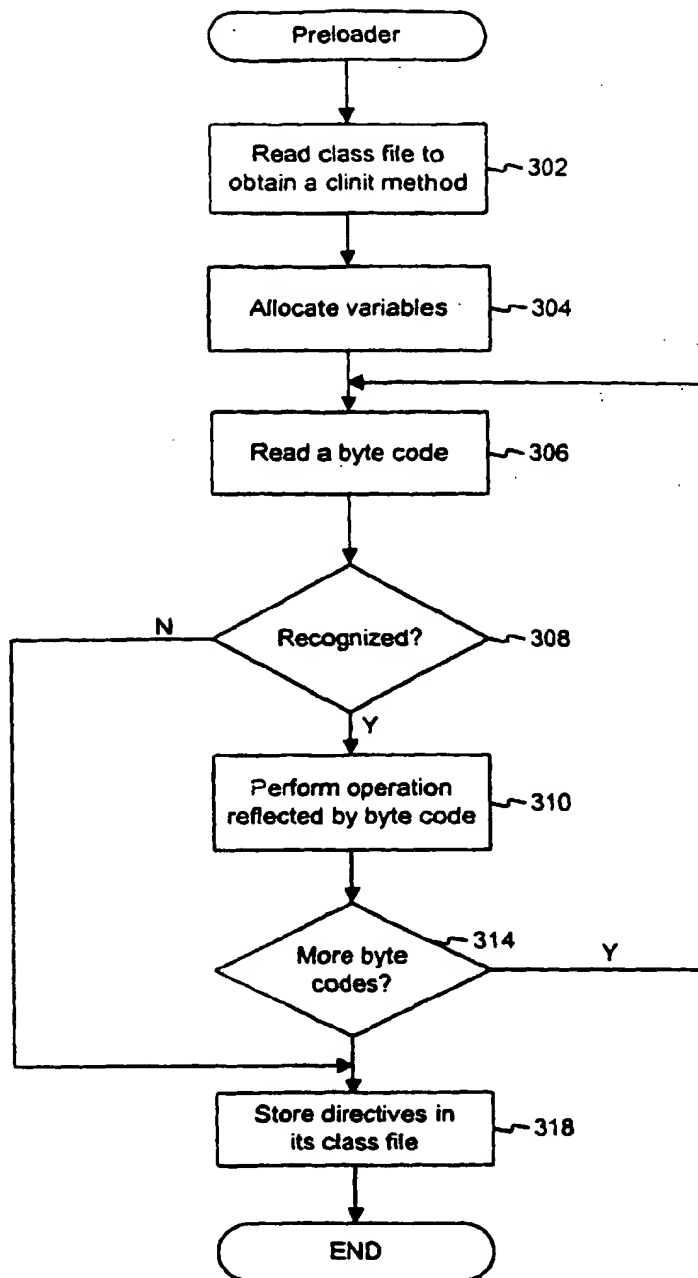 Preloader
Read class file to
obtain a clinit method
302
Allocate variables
304
Read a byte code
306
N
Recognized?
308
Y
Perform operation
reflected by byte code
310
314
More byte
codes?
Y
Store directives in
its class file
318
END